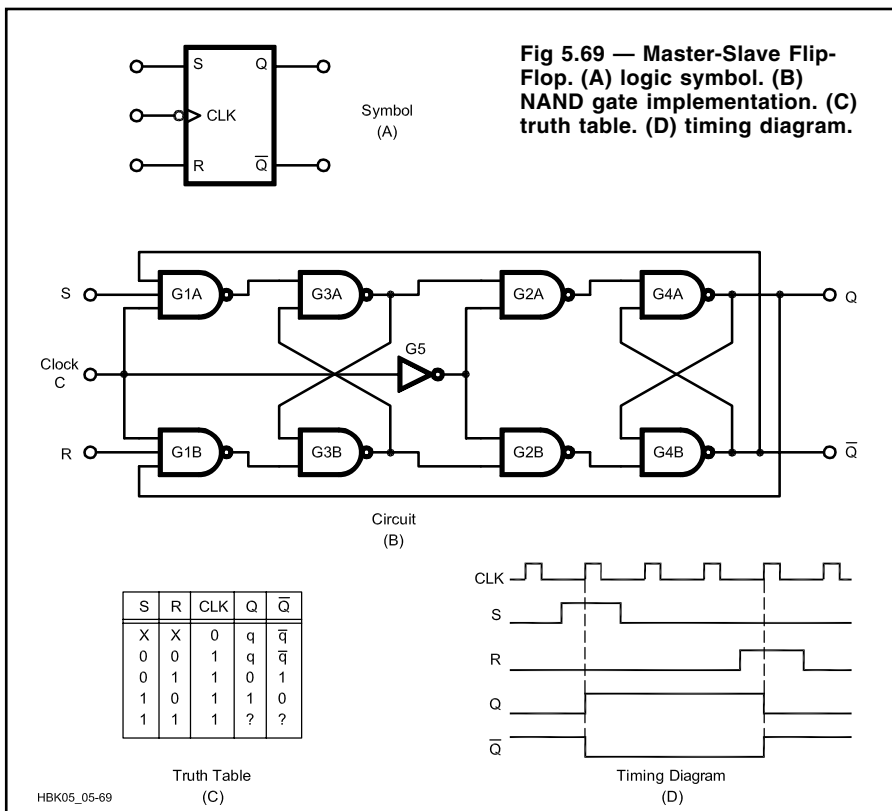 Fig 5.69 — Master-Slave Flip-
Flop. (A) logic symbol. (B)
NAND gate implementation. (C)
truth table. (D) timing diagram.
S Q
CLK
R Q̅
Symbol
(A)
S G1A G3A G2A G4A Q
G5
Clock
C
R G1B G3B G2B G4B Q̅
Circuit
(B)
S R CLK Q Q̅
X X 0 q q̅
0 0 1 q q̅
0 1 1 0 1
1 0 1 1 0
1 1 1 ? ?
Truth Table
(C)
CLK
S
R
Q
Q̅
Timing Diagram
(D)
HBK05_05-69